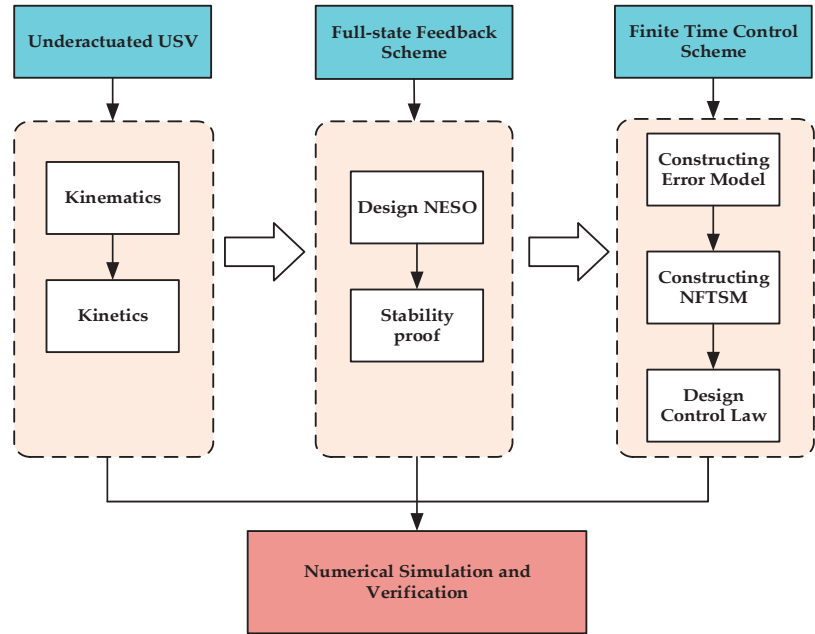 Underactuated USV
Full-state Feedback
Scheme
Finite Time Control
Scheme
Kinematics
Kinetics
Design NESO
Stability
proof
Constructing
Error Model
Constructing
NFTSM
Design
Control Law
Numerical Simulation and
Verification